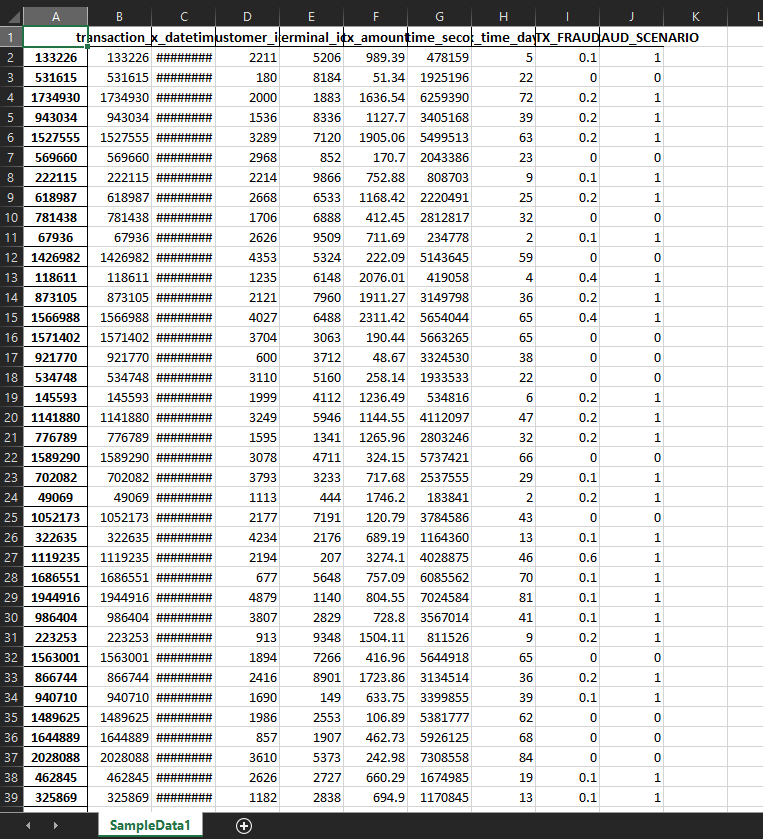 A B C D E F G H I J K L
1 transaction_ x_datetim ustomer_i erminal_i tx_amount time_seco x_time_day TX_FRAUD AUD_SCENARIO
2 133226 133226 ######## 2211 5206 989.39 478159 5 0.1 1
3 531615 531615 ######## 180 8184 51.34 1925196 22 0 0
4 1734930 1734930 ######## 2000 1883 1636.54 6259390 72 0.2 1
5 943034 943034 ######## 1536 8336 1127.7 3405168 39 0.2 1
6 1527555 1527555 ######## 3289 7120 1905.06 5499513 63 0.2 1
7 569660 569660 ######## 2968 852 170.7 2043386 23 0 0
8 222115 222115 ######## 2214 9866 752.88 808703 9 0.1 1
9 618987 618987 ######## 2668 6533 1168.42 2220491 25 0.2 1
10 781438 781438 ######## 1706 6888 412.45 2812817 32 0 0
11 67936 67936 ######## 2626 9509 711.69 234778 2 0.1 1
12 1426982 1426982 ######## 4353 5324 222.09 5143645 59 0 0
13 118611 118611 ######## 1235 6148 2076.01 419058 4 0.4 1
14 873105 873105 ######## 2121 7960 1911.27 3149798 36 0.2 1
15 1566988 1566988 ######## 4027 6488 2311.42 5654044 65 0.4 1
16 1571402 1571402 ######## 3704 3063 190.44 5663265 65 0 0
17 921770 921770 ######## 600 3712 48.67 3324530 38 0 0
18 534748 534748 ######## 3110 5160 258.14 1933533 22 0 0
19 145593 145593 ######## 1999 4112 1236.49 534816 6 0.2 1
20 1141880 1141880 ######## 3249 5946 1144.55 4112097 47 0.2 1
21 776789 776789 ######## 1595 1341 1265.96 2803246 32 0.2 1
22 1589290 1589290 ######## 3078 4711 324.15 5737421 66 0 0
23 702082 702082 ######## 3793 3233 717.68 2537555 29 0.1 1
24 49069 49069 ######## 1113 444 1746.2 183841 2 0.2 1
25 1052173 1052173 ######## 2177 7191 120.79 3784586 43 0 0
26 322635 322635 ######## 4234 2176 689.19 1164360 13 0.1 1
27 1119235 1119235 ######## 2194 207 3274.1 4028875 46 0.6 1
28 1686551 1686551 ######## 677 5648 757.09 6085562 70 0.1 1
29 1944916 1944916 ######## 4879 1140 804.55 7024584 81 0.1 1
30 986404 986404 ######## 3807 2829 728.8 3567014 41 0.1 1
31 223253 223253 ######## 913 9348 1504.11 811526 9 0.2 1
32 1563001 1563001 ######## 1894 7266 416.96 5644918 65 0 0
33 866744 866744 ######## 2416 8901 1723.86 3134514 36 0.2 1
34 940710 940710 ######## 1690 149 633.75 3399855 39 0.1 1
35 1489625 1489625 ######## 1986 2553 106.89 5381777 62 0 0
36 1644889 1644889 ######## 857 1907 462.73 5926125 68 0 0
37 2028088 2028088 ######## 3610 5373 242.98 7308558 84 0 0
38 462845 462845 ######## 2626 2727 660.29 1674985 19 0.1 1
39 325869 325869 ######## 1182 2838 694.9 1170845 13 0.1 1
SampleData1